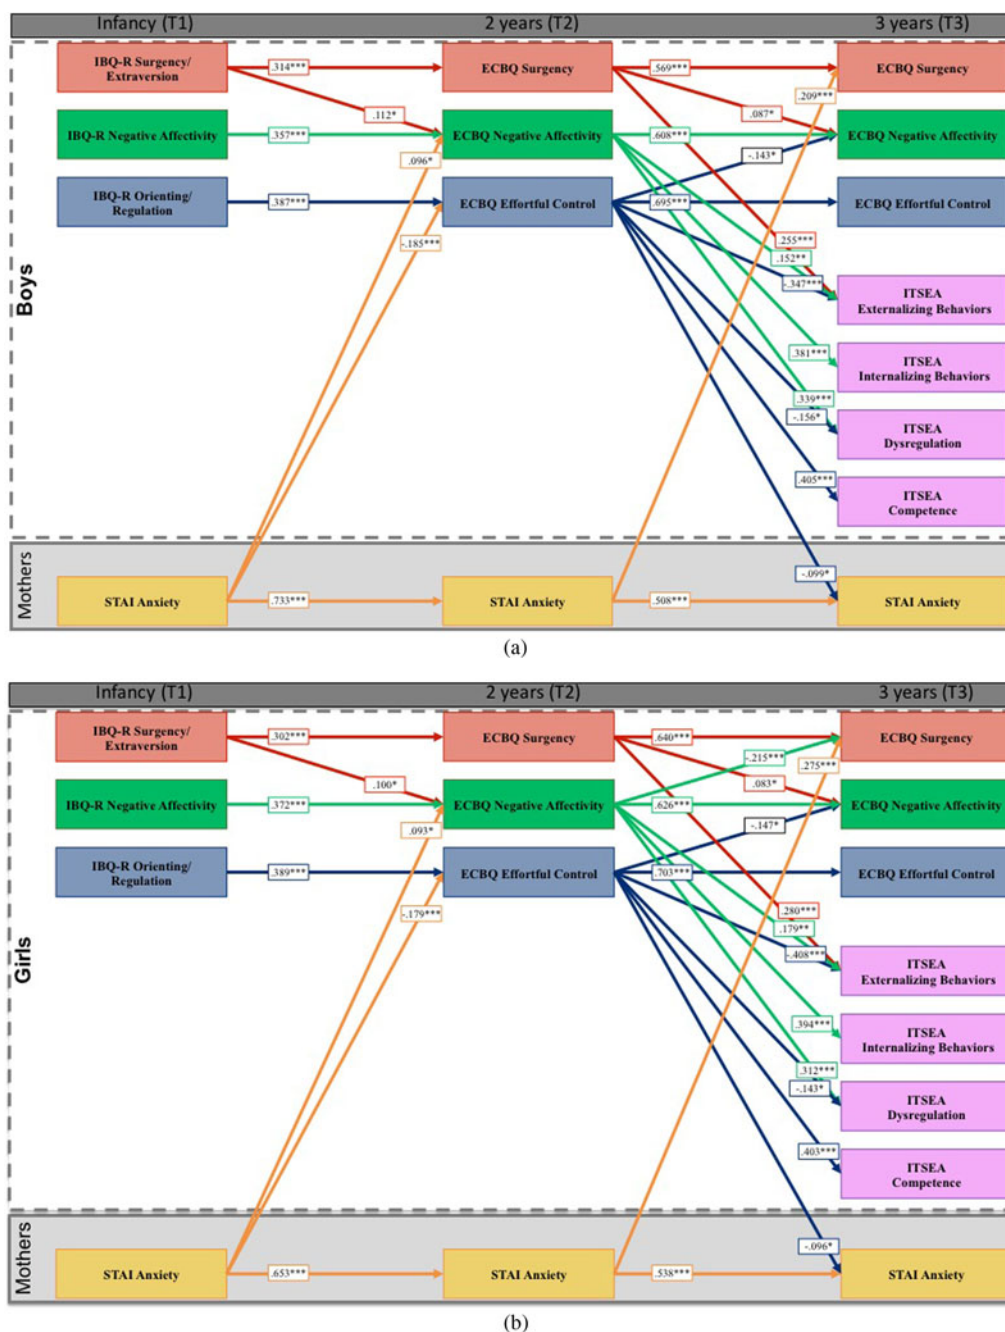 Infancy (T1) 2 years (T2) 3 years (T3)
Boys
IBQ-R Surgency/
Extraversion
.314***
ECBQ Surgency
.569***
ECBQ Surgency
.209***
.112*
.087*
IBQ-R Negative Affectivity
.357***
ECBQ Negative Affectivity
.608***
ECBQ Negative Affectivity
.096*
-.143*
IBQ-R Orienting/
Regulation
.387***
ECBQ Effortful Control
.695***
ECBQ Effortful Control
-.185***
.255***
.152**
-.347***
ITSEA
Externalizing Behaviors
.381***
ITSEA
Internalizing Behaviors
.339***
-.156*
ITSEA
Dysregulation
.405***
ITSEA
Competence
Mothers
-.099*
STAI Anxiety
.733***
STAI Anxiety
.508***
STAI Anxiety
(a)
Infancy (T1) 2 years (T2) 3 years (T3)
Girls
IBQ-R Surgency/
Extraversion
.302***
ECBQ Surgency
.640***
ECBQ Surgency
-.215***
.275***
.100*
.083*
IBQ-R Negative Affectivity
.372***
ECBQ Negative Affectivity
.626***
ECBQ Negative Affectivity
.093*
-.147*
IBQ-R Orienting/
Regulation
.389***
ECBQ Effortful Control
.703***
ECBQ Effortful Control
-.179***
.280***
.179**
-.408***
ITSEA
Externalizing Behaviors
.394***
ITSEA
Internalizing Behaviors
.312***
-.143*
ITSEA
Dysregulation
.403***
ITSEA
Competence
Mothers
-.096*
STAI Anxiety
.653***
STAI Anxiety
.538***
STAI Anxiety
(b)